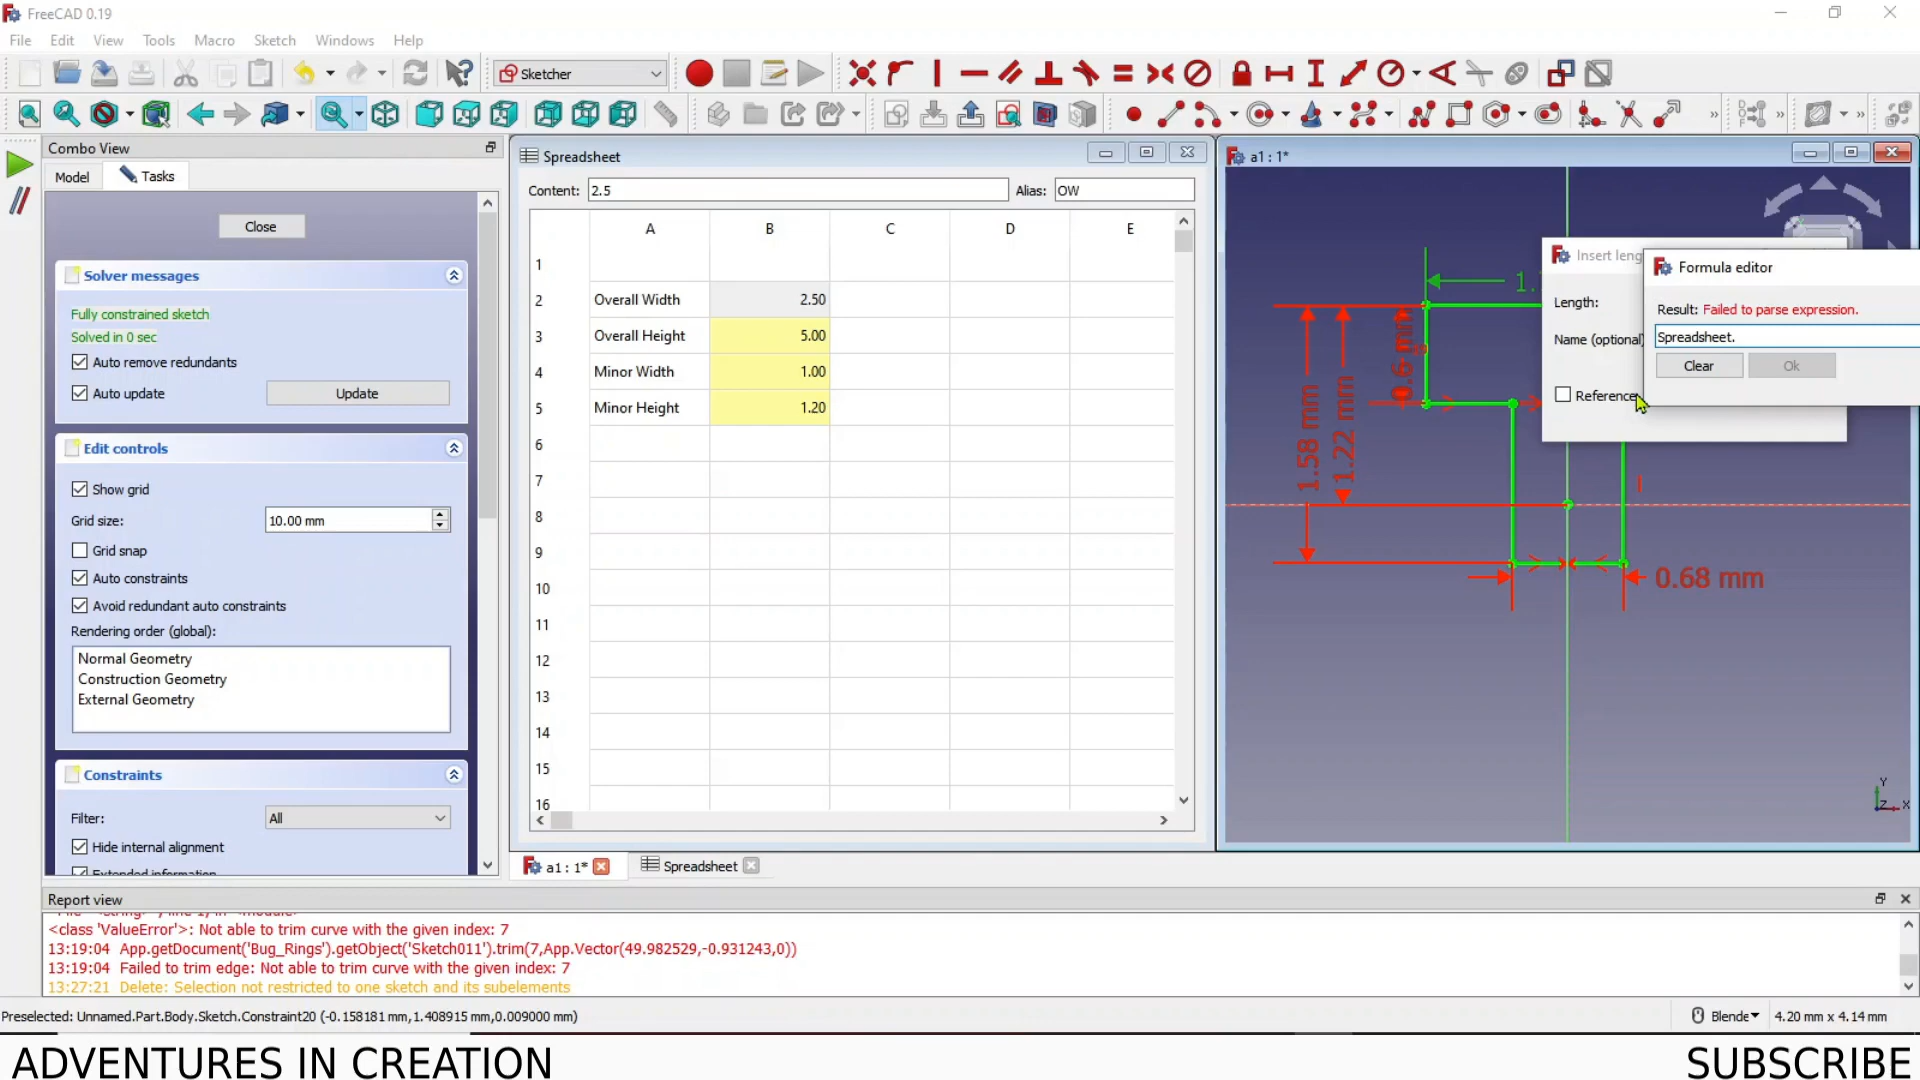 FreeCAD 0.19
File Edit View Tools Macro Sketch Windows Help
Sketcher
Combo View
Model Tasks
Close
Solver messages
Fully constrained sketch
Solved in 0 sec
Auto remove redundants
Auto update Update
Edit controls
Show grid
Grid size: 10.00 mm
Grid snap
Auto constraints
Avoid redundant auto constraints
Rendering order (global):
Normal Geometry
Construction Geometry
External Geometry
Constraints
Filter: All
Hide internal alignment
Extended information
Spreadsheet
Content: 2.5 Alias: OW
A B C D E
1
2 Overall Width 2.50
3 Overall Height 5.00
4 Minor Width 1.00
5 Minor Height 1.20
6
7
8
9
10
11
12
13
14
15
16
a1 : 1* Spreadsheet
a1 : 1*
Insert leng
Length:
Name (optional)
Reference
Formula editor
Result: Failed to parse expression.
Spreadsheet.
Clear Ok
1.58 mm
1.22 mm
0.6 mm
0.68 mm
Y
Z X
Report view
<class 'ValueError'>: Not able to trim curve with the given index: 7
13:19:04 App.getDocument('Bug_Rings').getObject('Sketch011').trim(7,App.Vector(49.982529,-0.931243,0))
13:19:04 Failed to trim edge: Not able to trim curve with the given index: 7
13:27:21 Delete: Selection not restricted to one sketch and its subelements
Preselected: Unnamed.Part.Body.Sketch.Constraint20 (-0.158181 mm,1.408915 mm,0.009000 mm)
Blende 4.20 mm x 4.14 mm
ADVENTURES IN CREATION
SUBSCRIBE